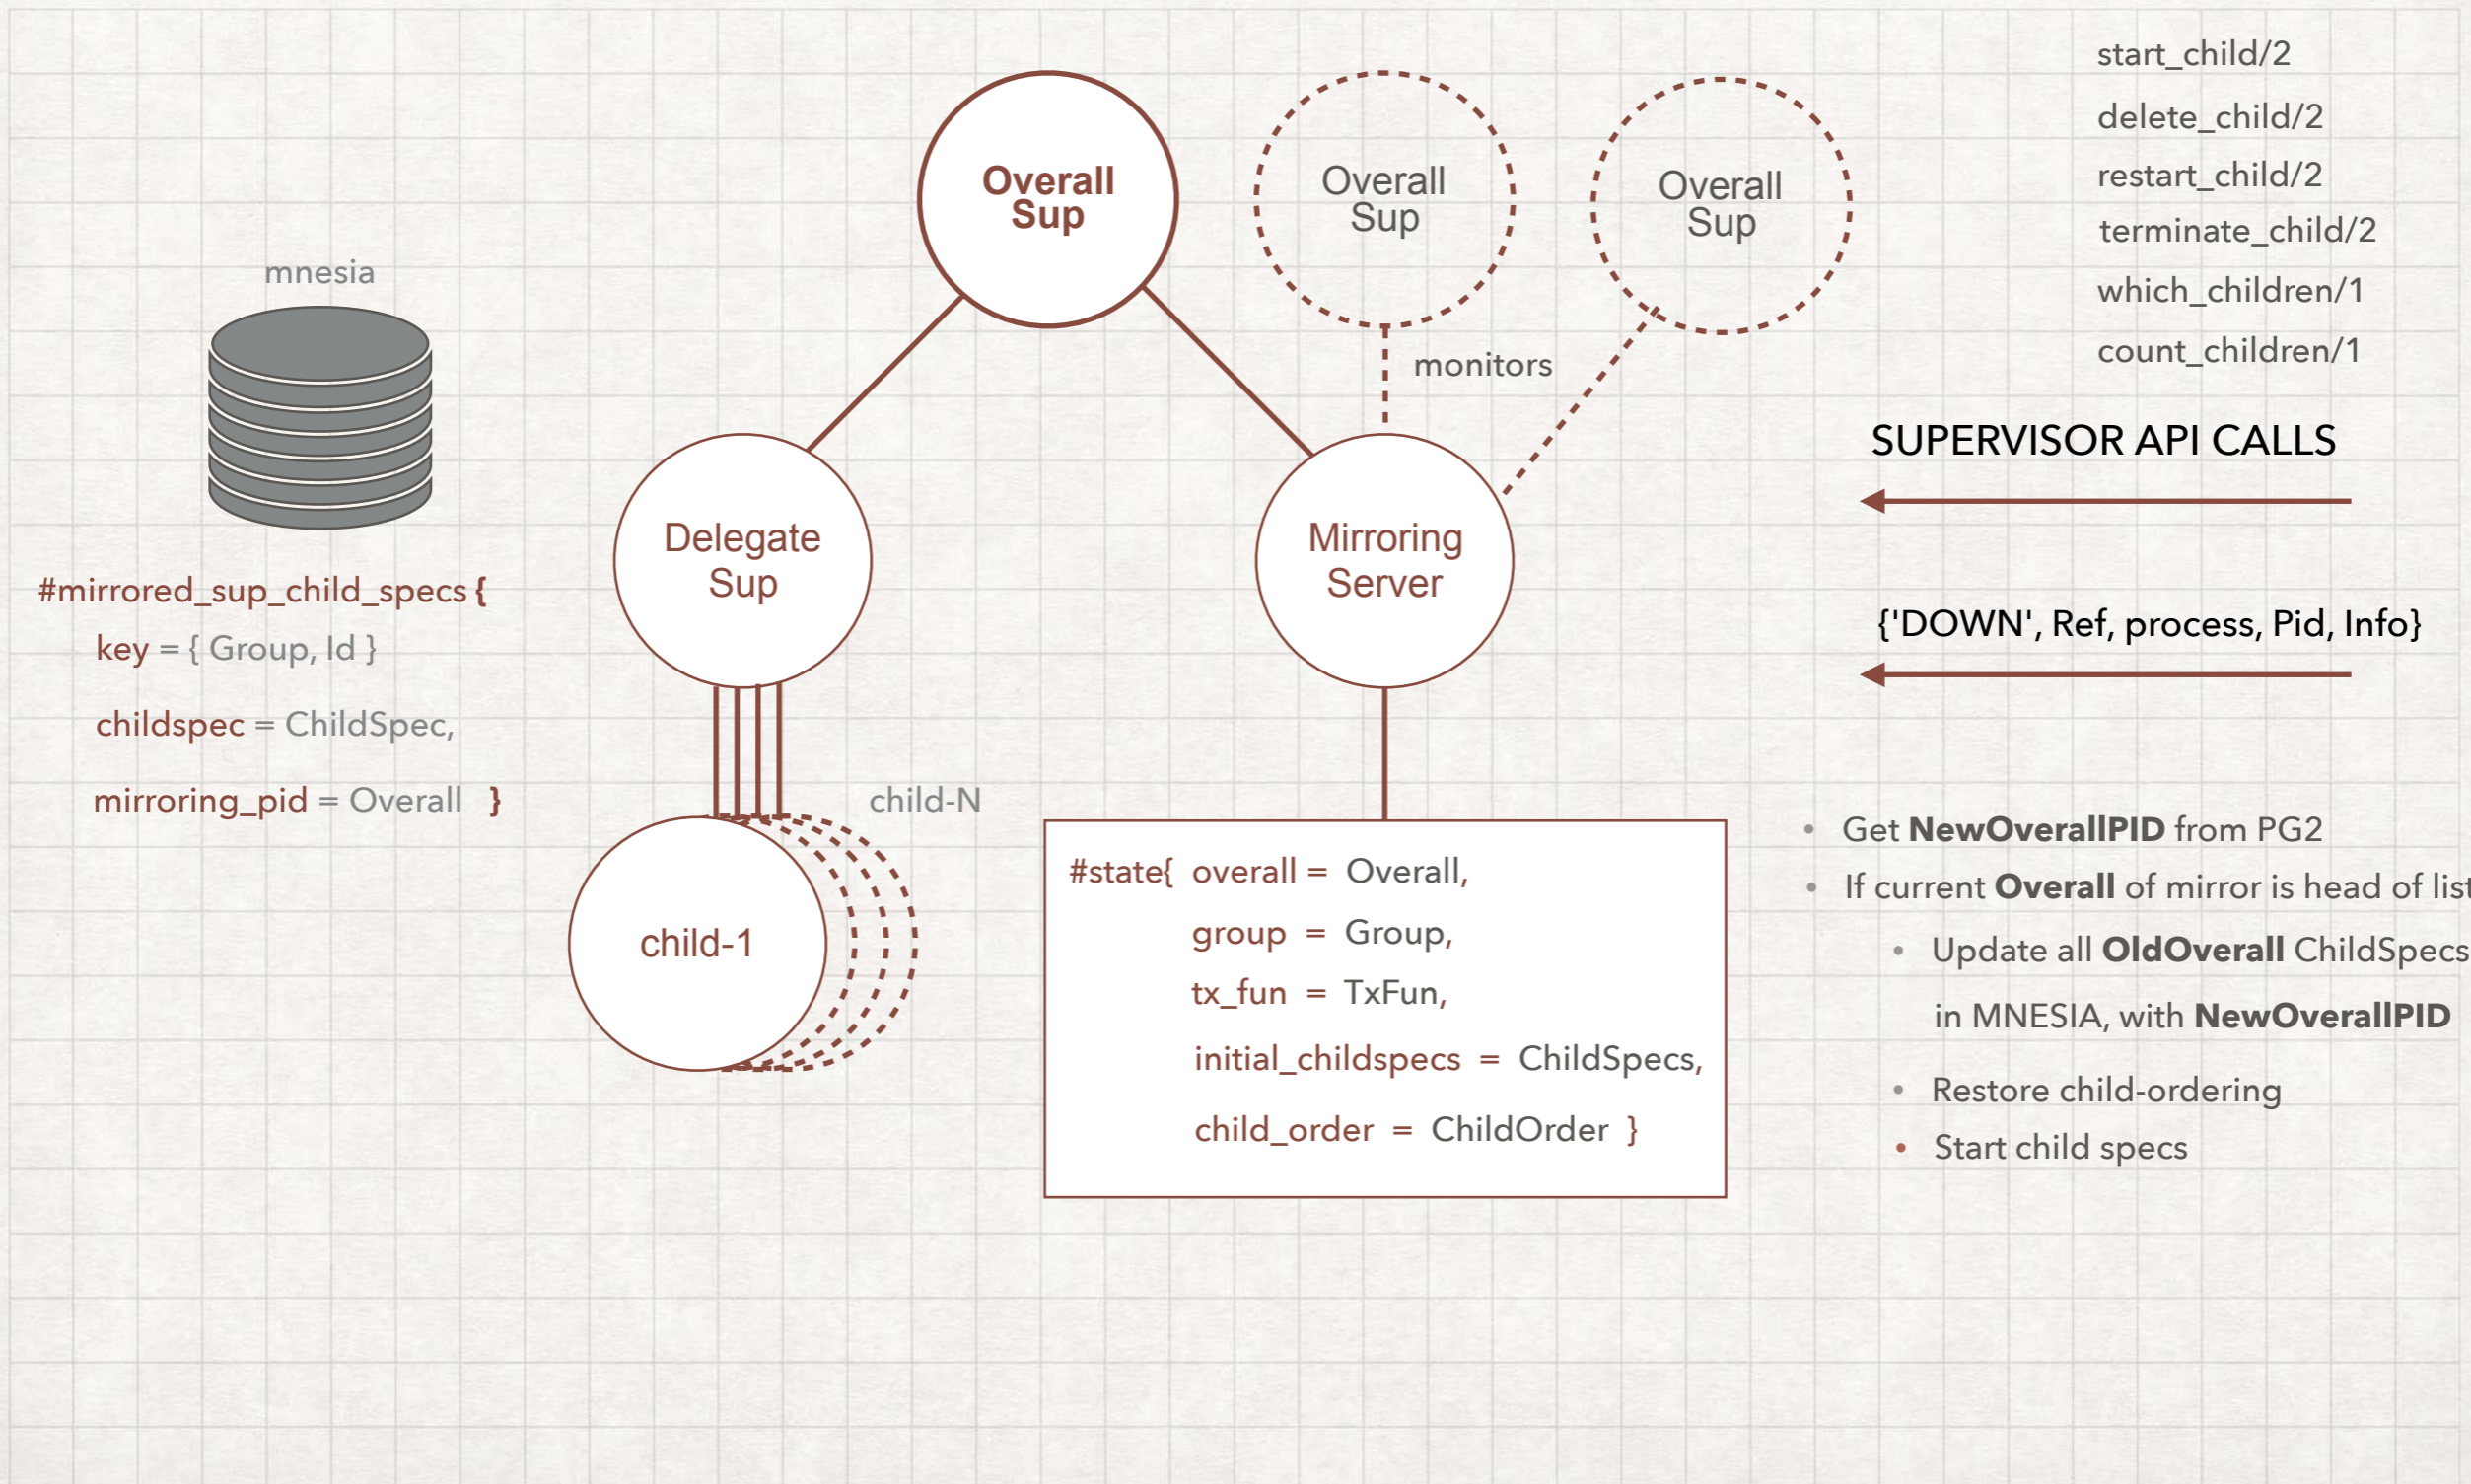 start_child/2
delete_child/2
restart_child/2
terminate_child/2
which_children/1
count_children/1
Overall
Sup
Overall
Sup
Overall
Sup
mnesia
monitors
SUPERVISOR API CALLS
Delegate
Sup
Mirroring
Server
#mirrored_sup_child_specs {
key = { Group, Id }
childspec = ChildSpec,
mirroring_pid = Overall }
{'DOWN', Ref, process, Pid, Info}
child-N
child-1
#state{ overall = Overall,
group = Group,
tx_fun = TxFun,
initial_childspecs = ChildSpecs,
child_order = ChildOrder }
• Get NewOverallPID from PG2
• If current Overall of mirror is head of list
• Update all OldOverall ChildSpecs
in MNESIA, with NewOverallPID
• Restore child-ordering
• Start child specs